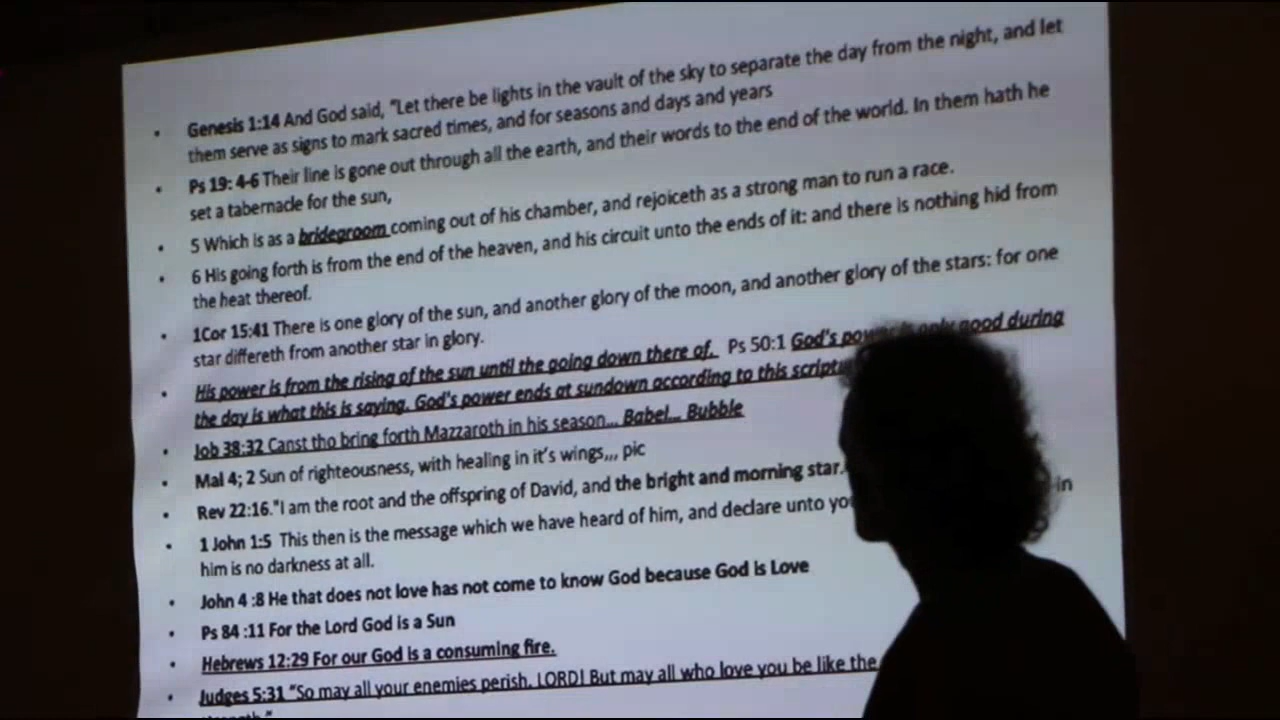 • Genesis 1:14 And God said, "Let there be lights in the vault of the sky to separate the day from the night, and let
them serve as signs to mark sacred times, and for seasons and days and years
• Ps 19: 4-6 Their line is gone out through all the earth, and their words to the end of the world. In them hath he
set a tabernacle for the sun,
• 5 Which is as a bridegroom coming out of his chamber, and rejoiceth as a strong man to run a race.
• 6 His going forth is from the end of the heaven, and his circuit unto the ends of it: and there is nothing hid from
the heat thereof.
• 1Cor 15:41 There is one glory of the sun, and another glory of the moon, and another glory of the stars: for one
star differeth from another star in glory.
• His power is from the rising of the sun until the going down there of. Ps 50:1 God's power is only good during
the day is what this is saying. God's power ends at sundown according to this
• Job 38:32 Canst tho bring forth Mazzaroth in his season... Babel... Bubble
• Mal 4; 2 Sun of righteousness, with healing in it's wings,,, pic
• Rev 22:16."I am the root and the offspring of David, and the bright and morning star.
• 1 John 1:5 This then is the message which we have heard of him, and declare unto in
him is no darkness at all.
• John 4 :8 He that does not love has not come to know God because God is Love
• Ps 84 :11 For the Lord God is a Sun
• Hebrews 12:29 For our God is a consuming fire.
• Judges 5:31 "So may all your enemies perish, LORD! But may all who love you be like the